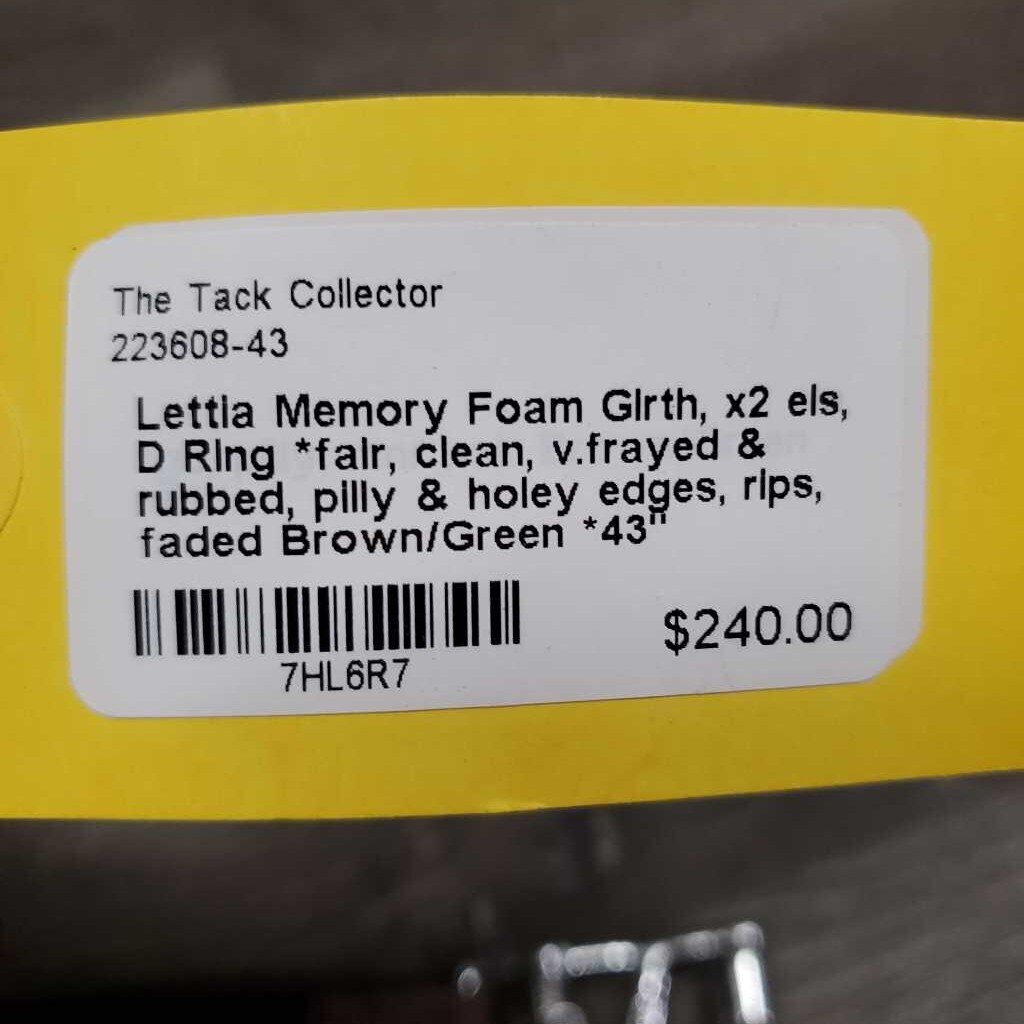 The Tack Collector
223608-43
Lettia Memory Foam Girth, x2 els,
D Ring *fair, clean, v.frayed &
rubbed, pilly & holey edges, rips,
faded Brown/Green *43"
7HL6R7
$240.00